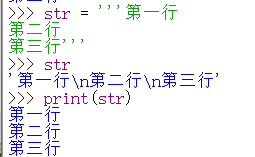 >>> str = '''第一行
第二行
第三行'''
>>> str
'第一行\n第二行\n第三行'
>>> print(str)
第一行
第二行
第三行